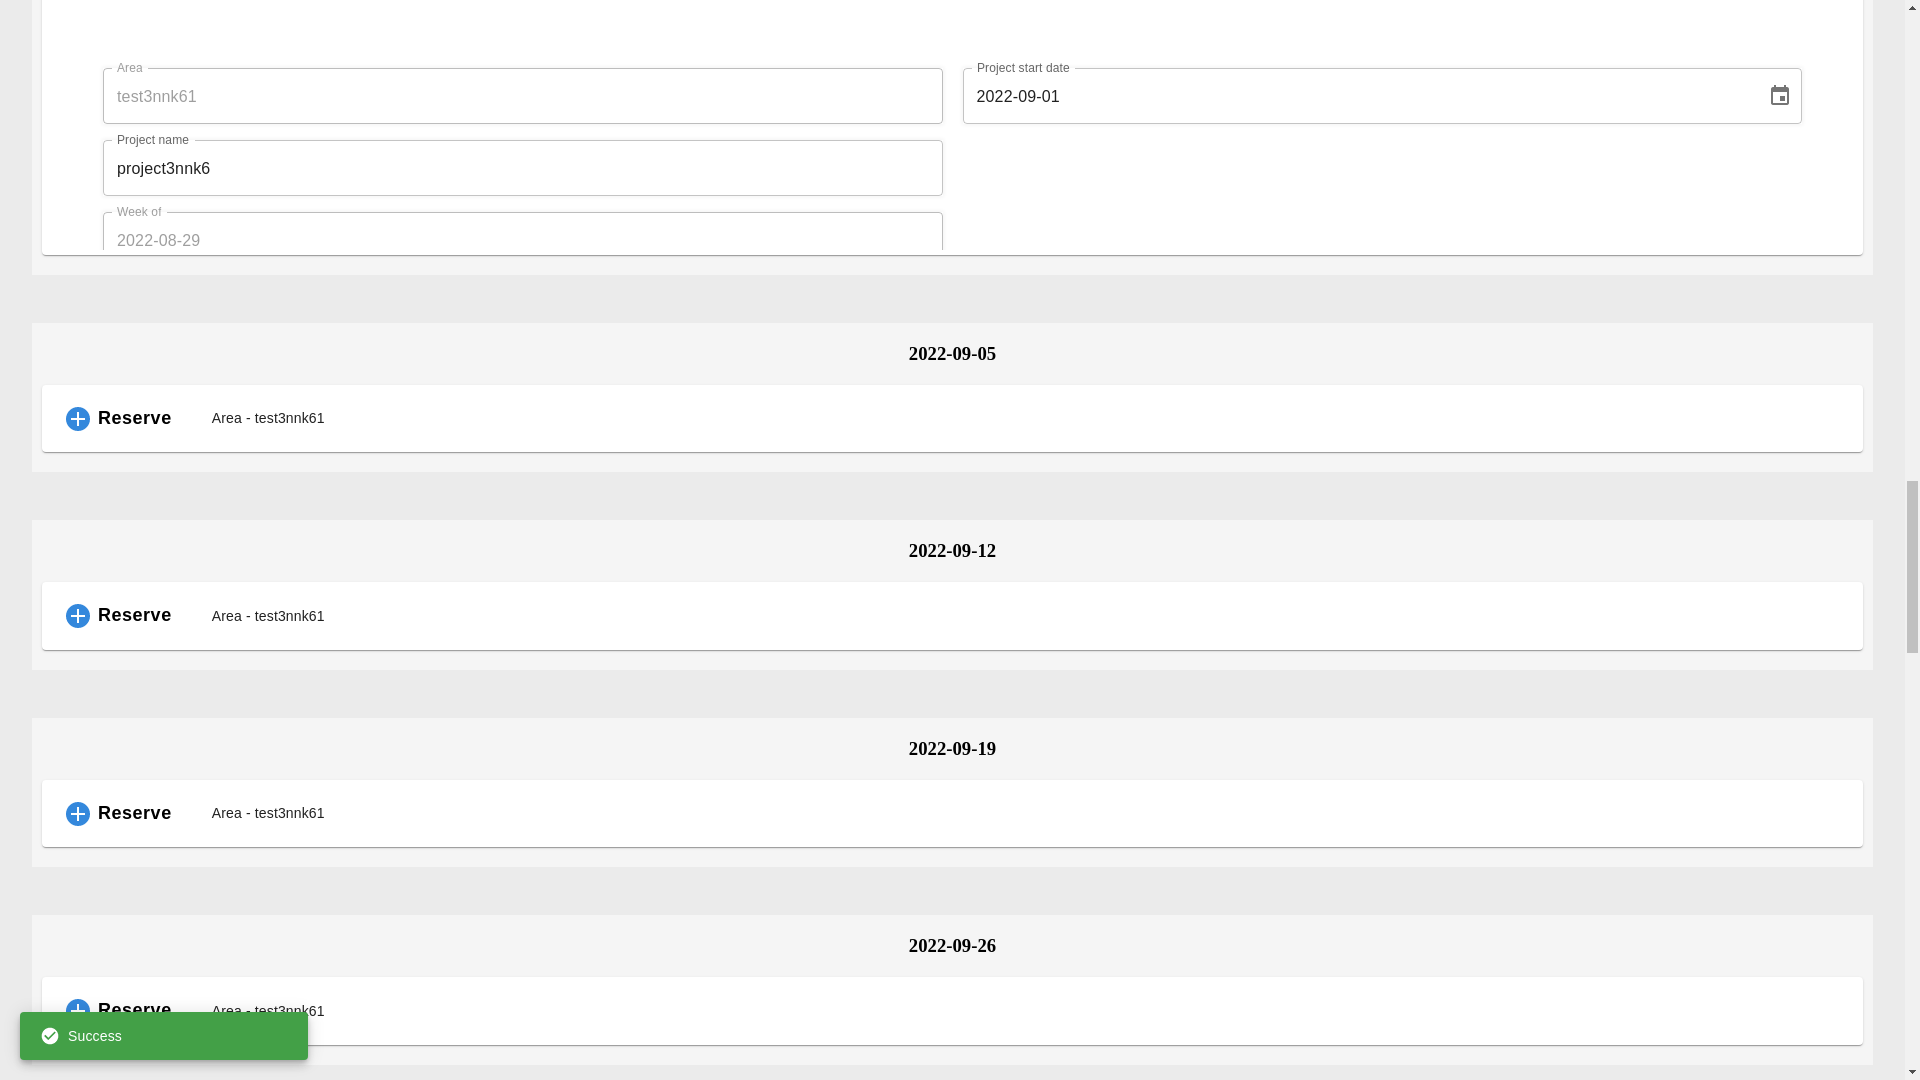 Area
test3nnk61
Project start date
2022-09-01
Project name
project3nnk6
Week of
2022-08-29
2022-09-05
Reserve
Area - test3nnk61
2022-09-12
Reserve
Area - test3nnk61
2022-09-19
Reserve
Area - test3nnk61
2022-09-26
Reserve
Area - test3nnk61
Success